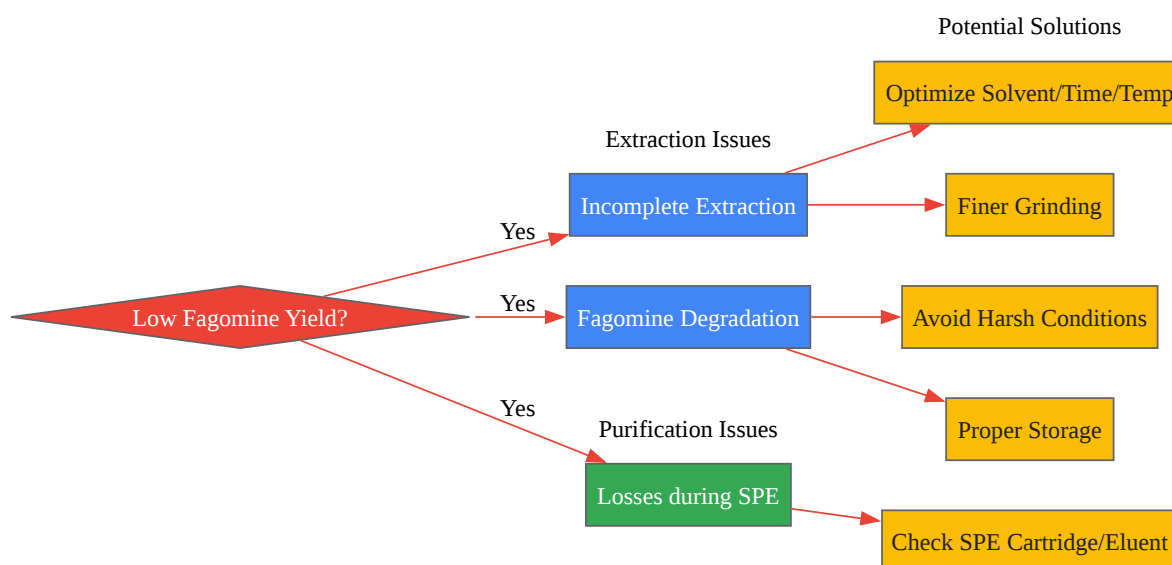 Potential Solutions
Optimize Solvent/Time/Temp
Extraction Issues
Incomplete Extraction
Finer Grinding
Yes
Low Fagomine Yield?
Yes
Fagomine Degradation
Avoid Harsh Conditions
Yes
Purification Issues
Proper Storage
Losses during SPE
Check SPE Cartridge/Eluent